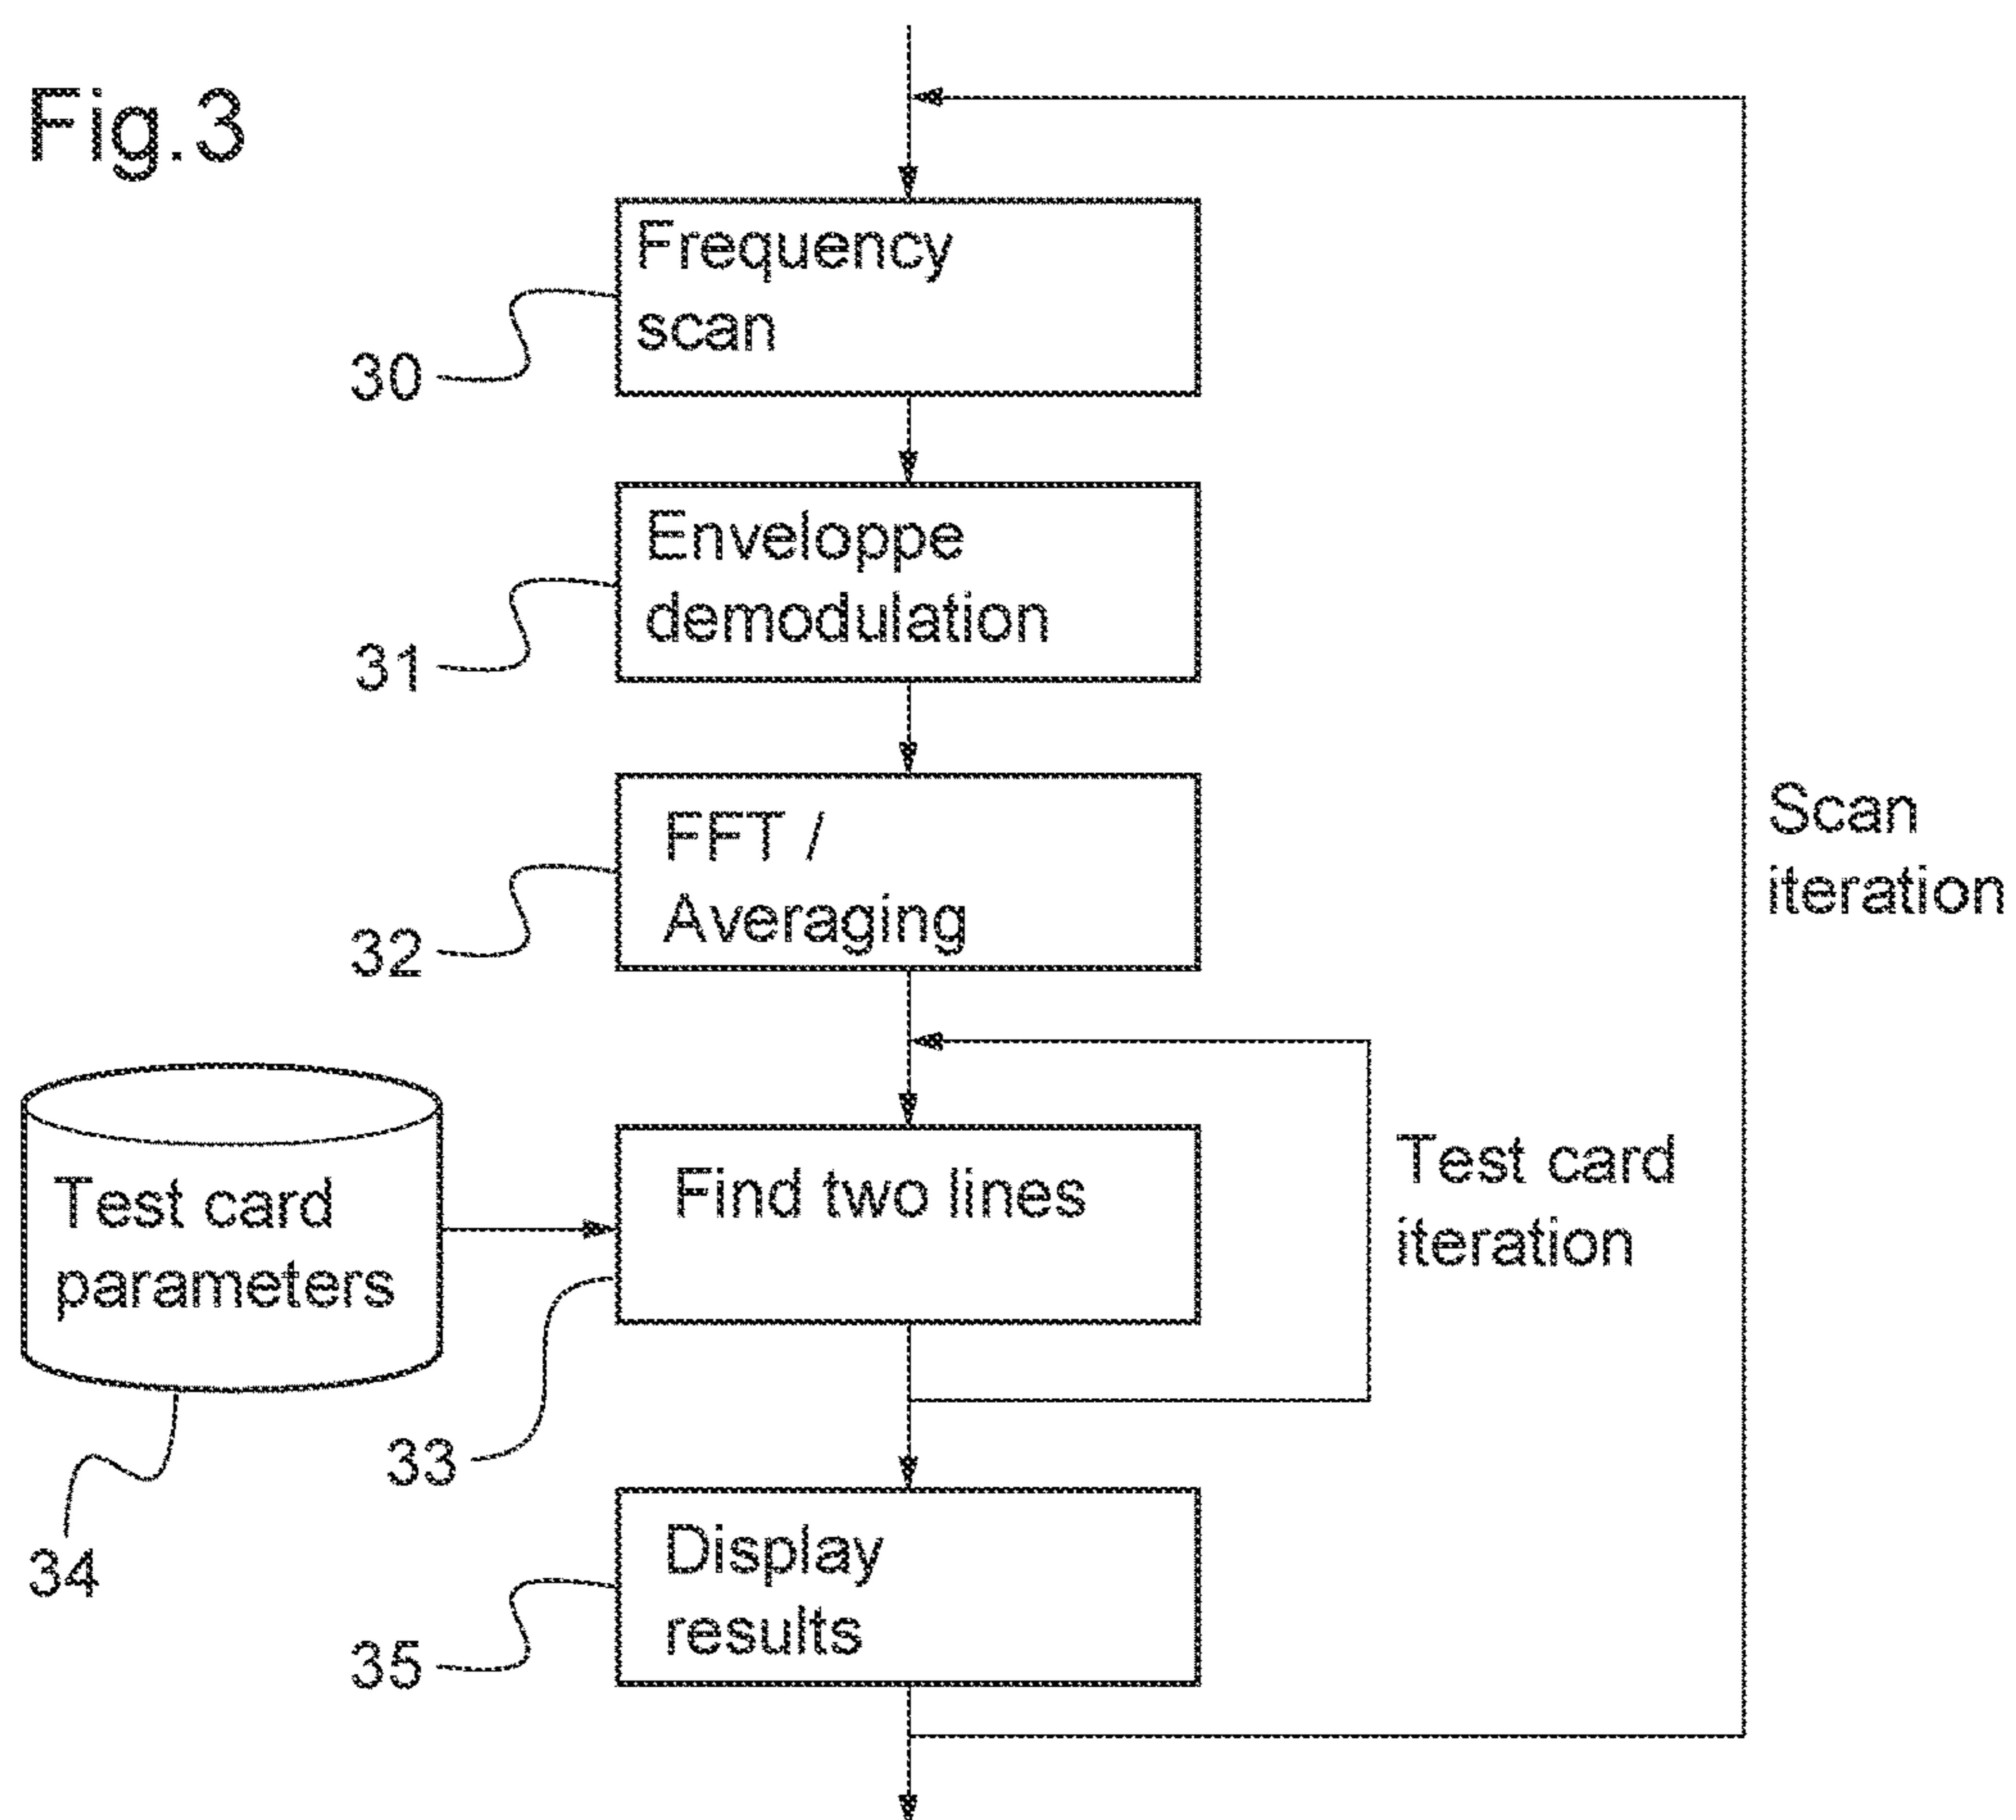 Fig.3
Frequency
scan
30
Enveloppe
demodulation
31
FFT /
Averaging
32
Scan
iteration
Test card
parameters
Find two lines
Test card
iteration
33
34
Display
results
35